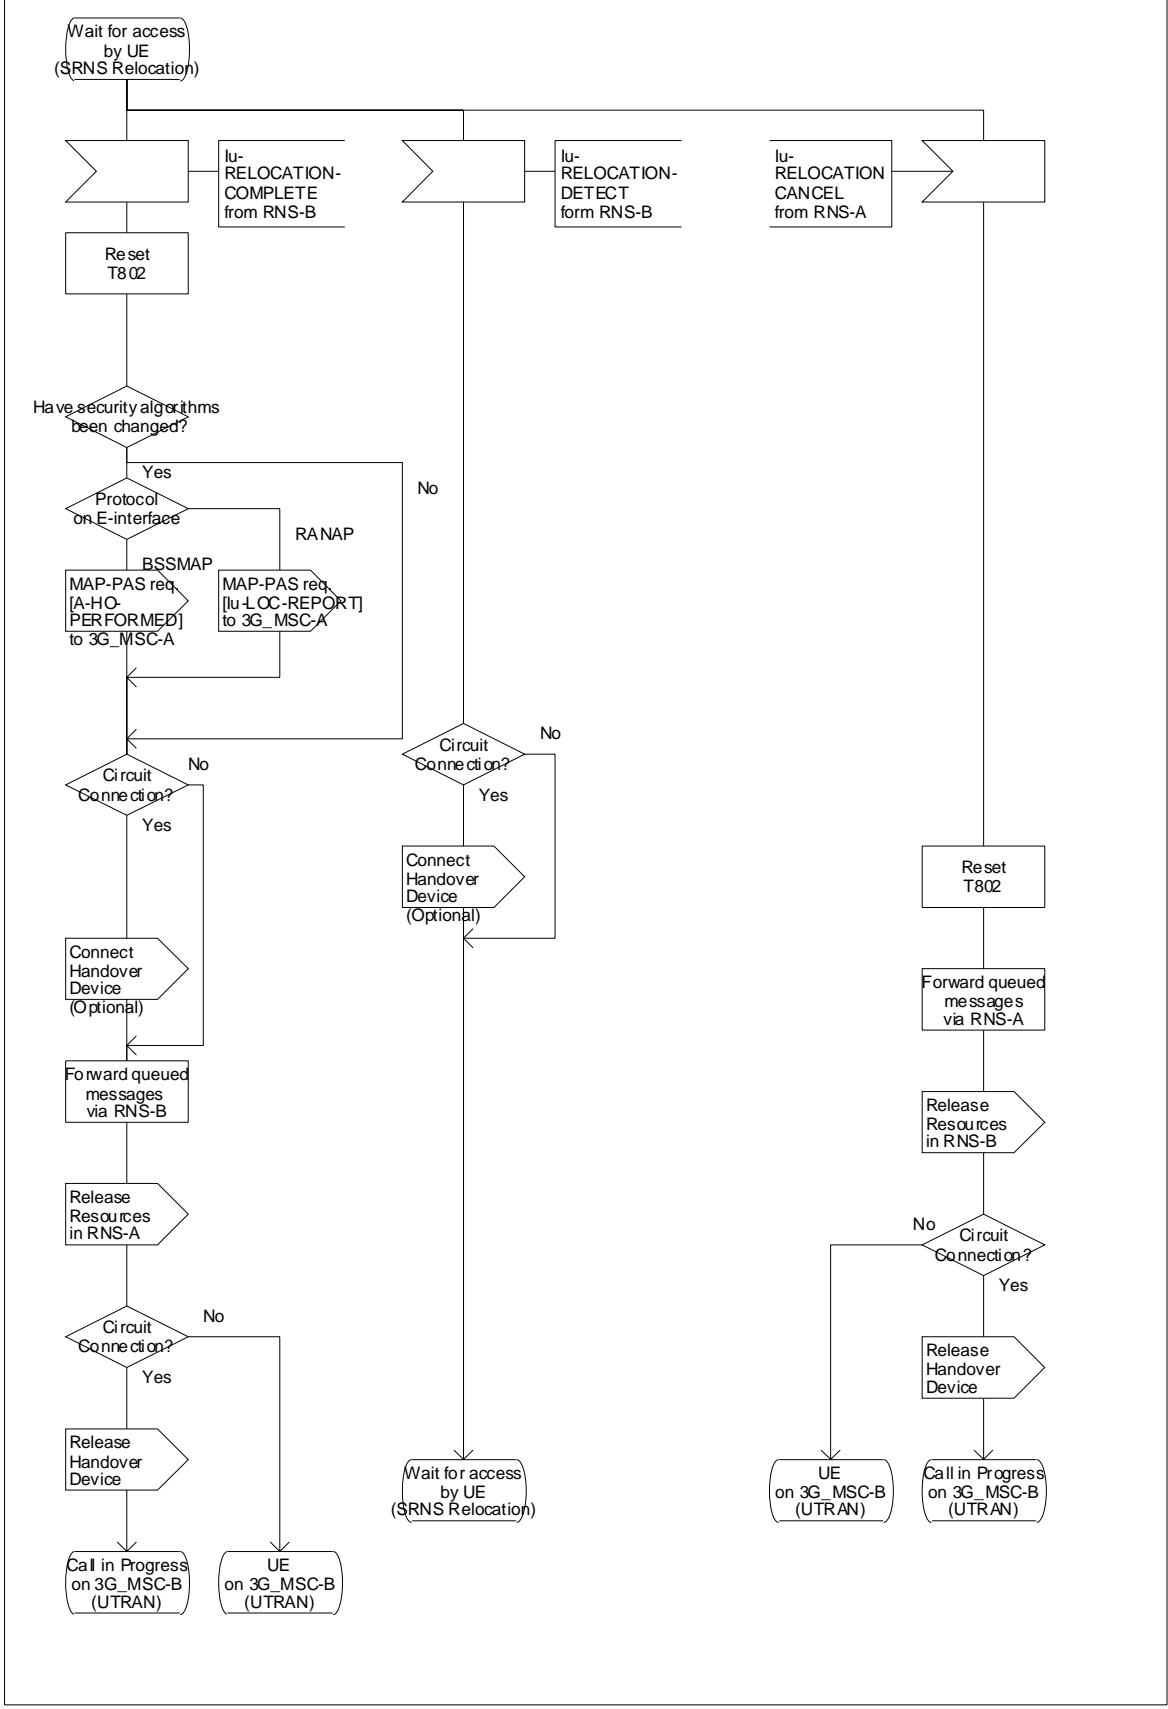 Wait for access
by UE
(SRNS Relocation)
Iu-
RELOCATION-
COMPLETE
from RNS-B
Iu-
RELOCATION-
DETECT
form RNS-B
Iu-
RELOCATION
CANCEL
from RNS-A
Reset
T802
Have security algorithms
been changed?
Yes
No
Protocol
on E-interface
RANAP
BSSMAP
MAP-PAS req.
[A-HO-
PERFORMED]
to 3G_MSC-A
MAP-PAS req.
[Iu-LOC-REPORT]
to 3G_MSC-A
Circuit
Connection?
No
Yes
Connect
Handover
Device
(Optional)
Forward queued
messages
via RNS-B
Release
Resources
in RNS-A
Circuit
Connection?
No
Yes
Release
Handover
Device
Call in Progress
on 3G_MSC-B
(UTRAN)
UE
on 3G_MSC-B
(UTRAN)
Circuit
Connection?
No
Yes
Connect
Handover
Device
(Optional)
Wait for access
by UE
(SRNS Relocation)
Reset
T802
Forward queued
messages
via RNS-A
Release
Resources
in RNS-B
No
Circuit
Connection?
Yes
Release
Handover
Device
UE
on 3G_MSC-B
(UTRAN)
Call in Progress
on 3G_MSC-B
(UTRAN)